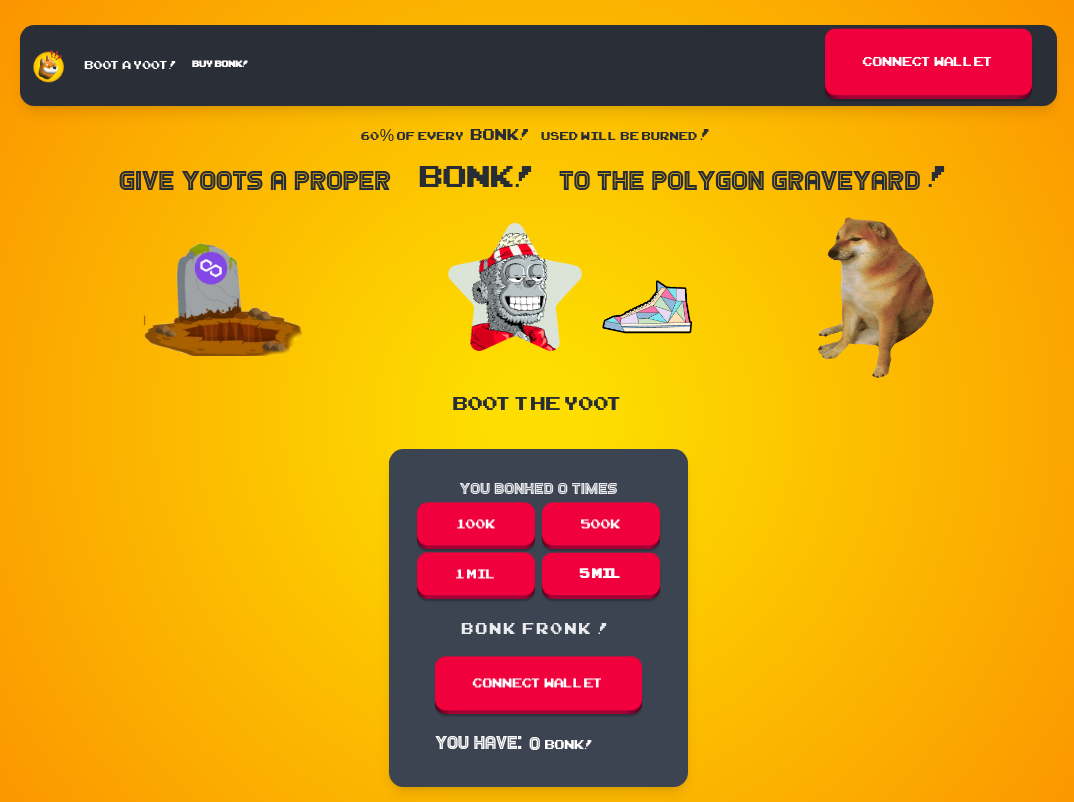 BOOT A YOOT! BUY BONK! CONNECT WALLET
60% OF EVERY BONK! USED WILL BE BURNED!
GIVE YOOTS A PROPER BONK! TO THE POLYGON GRAVEYARD!
BOOT THE YOOT
YOU BONKED 0 TIMES
100K 500K
1 MIL 5 MIL
BONK FRONK !
CONNECT WALLET
YOU HAVE: 0 BONK!